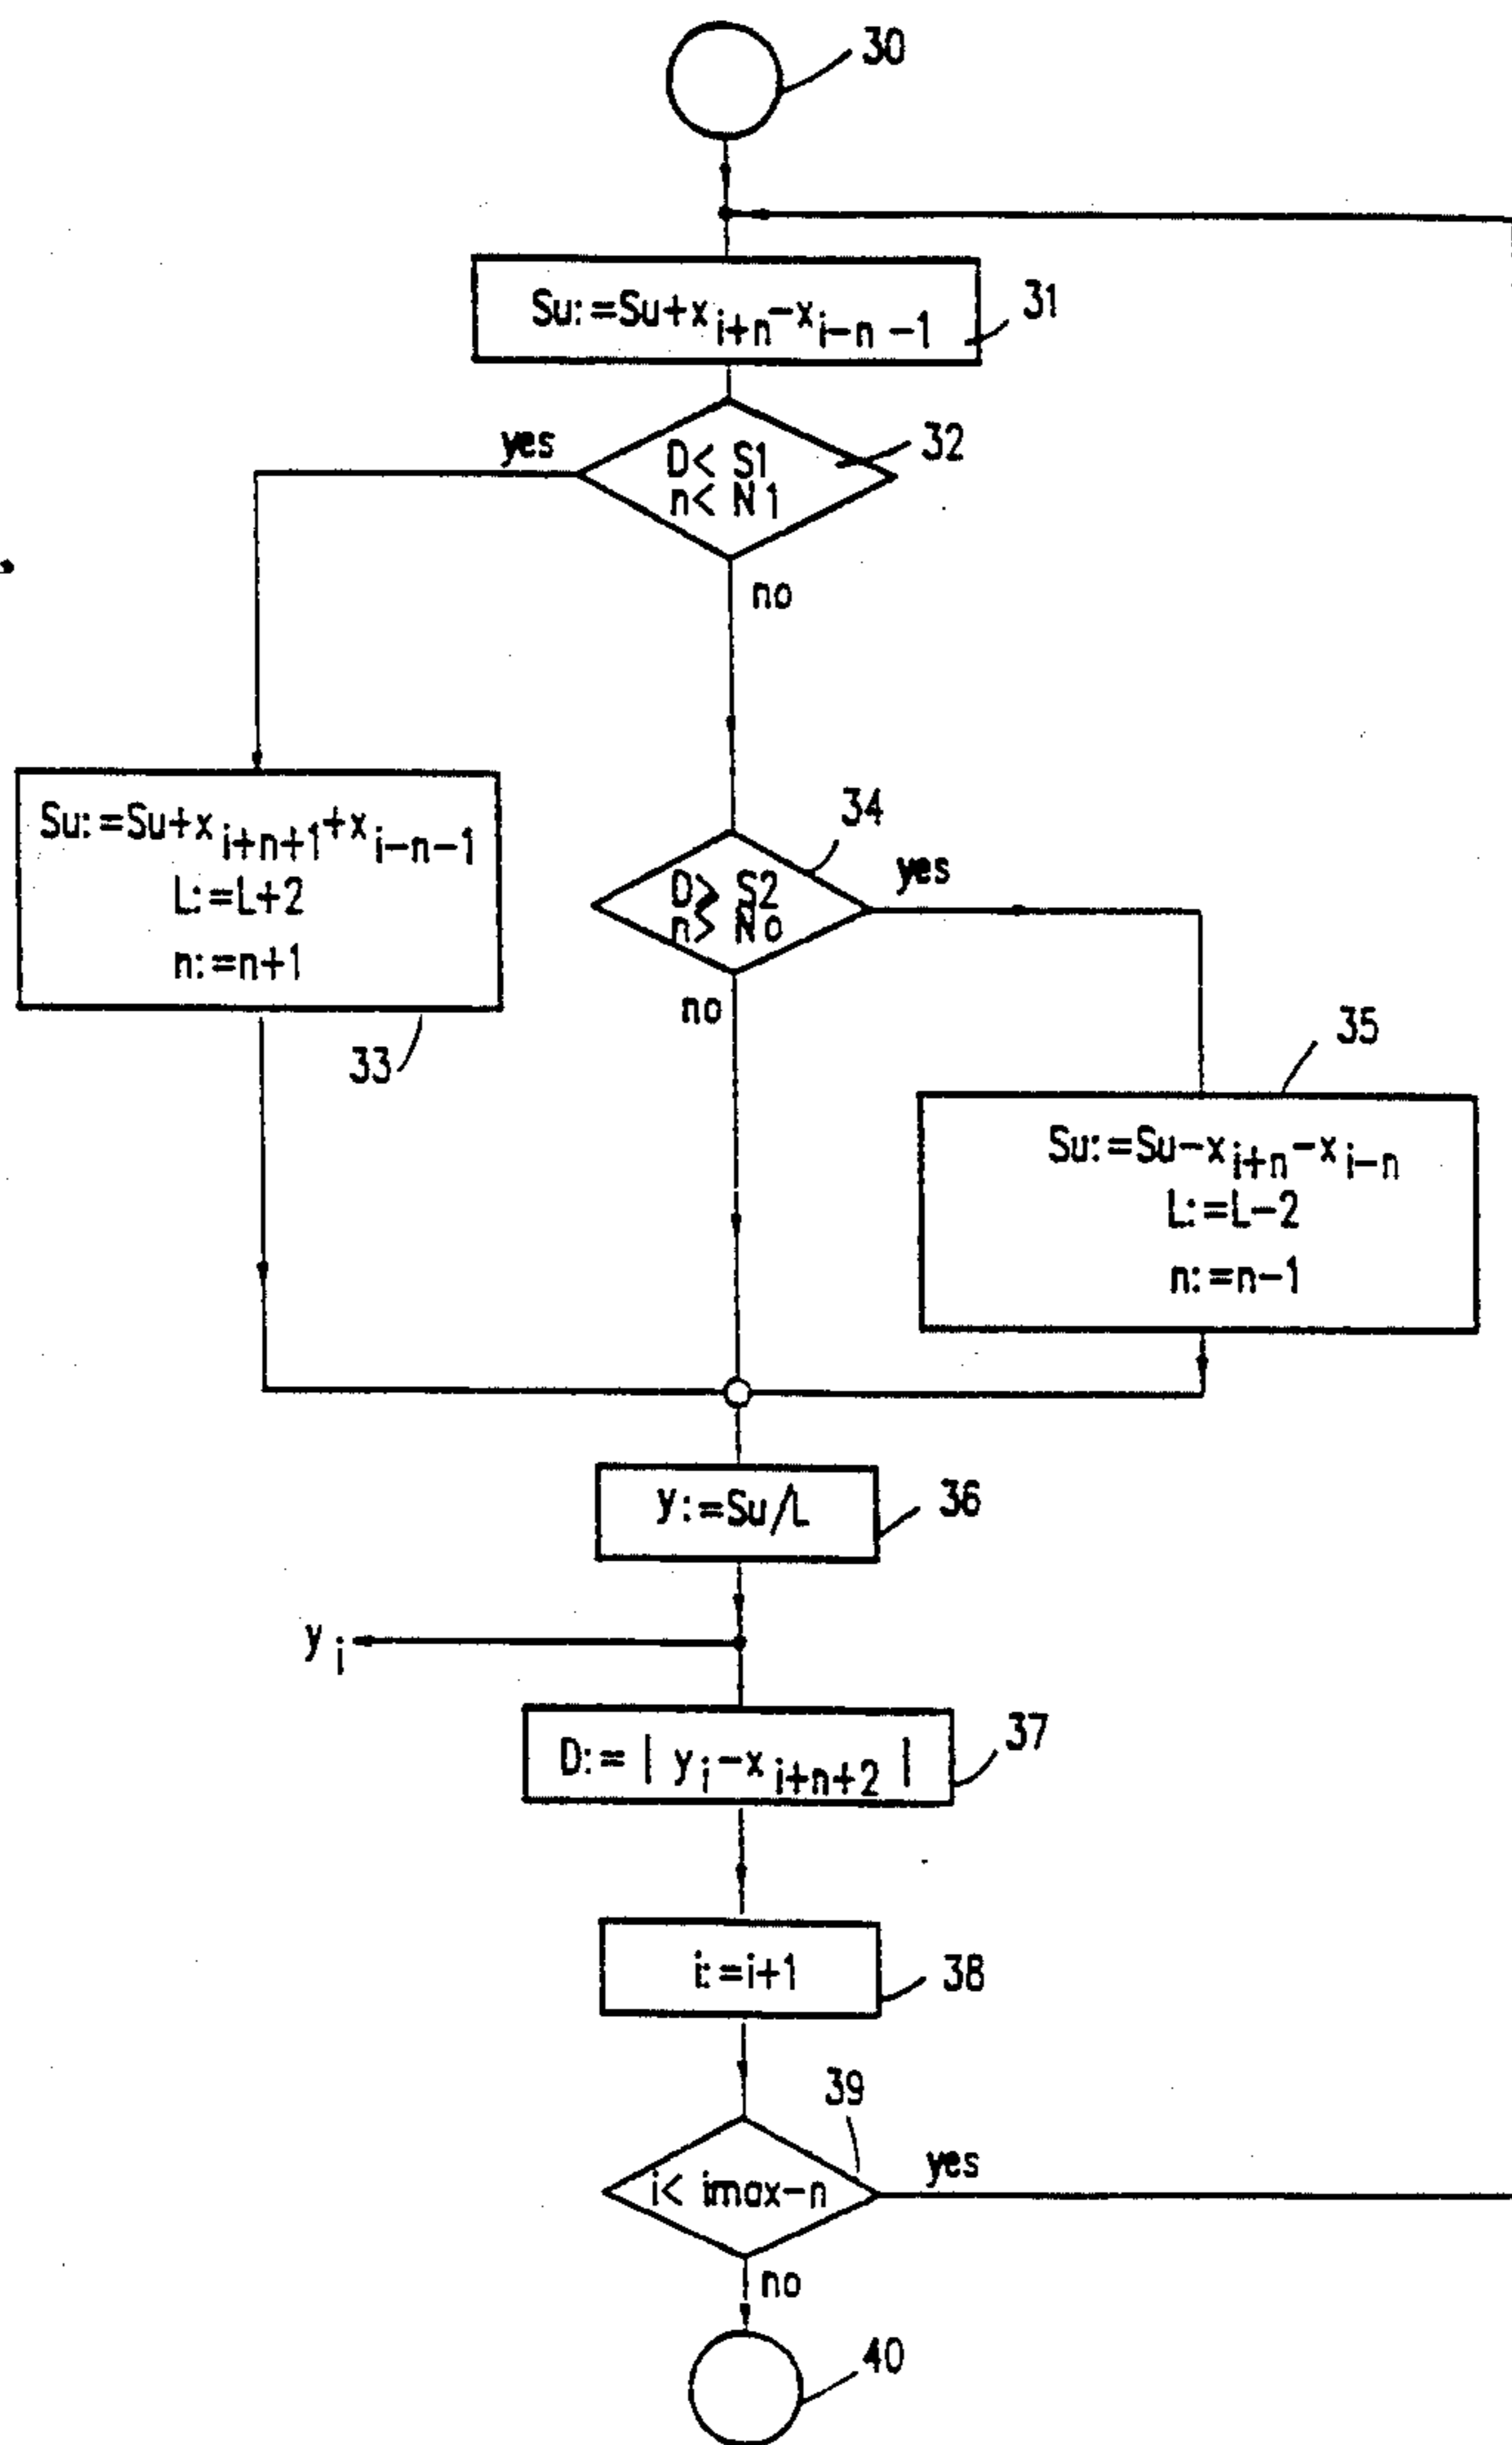 30
Su:=Su+x i+n -x i-n -1
31
yes
D< S1
n< N1
32
no
Su:=Su+x i+n+1 +x i-n-1
L:=L+2
n:=n+1
33
34
D> S2
n> No
yes
no
35
Su:=Su-x i+n -x i-n
L:=L-2
n:=n-1
y:=Su/L
36
y i
D:= | y i -x i+n+2 |
37
i:=i+1
38
39
i< imax-n
yes
no
40